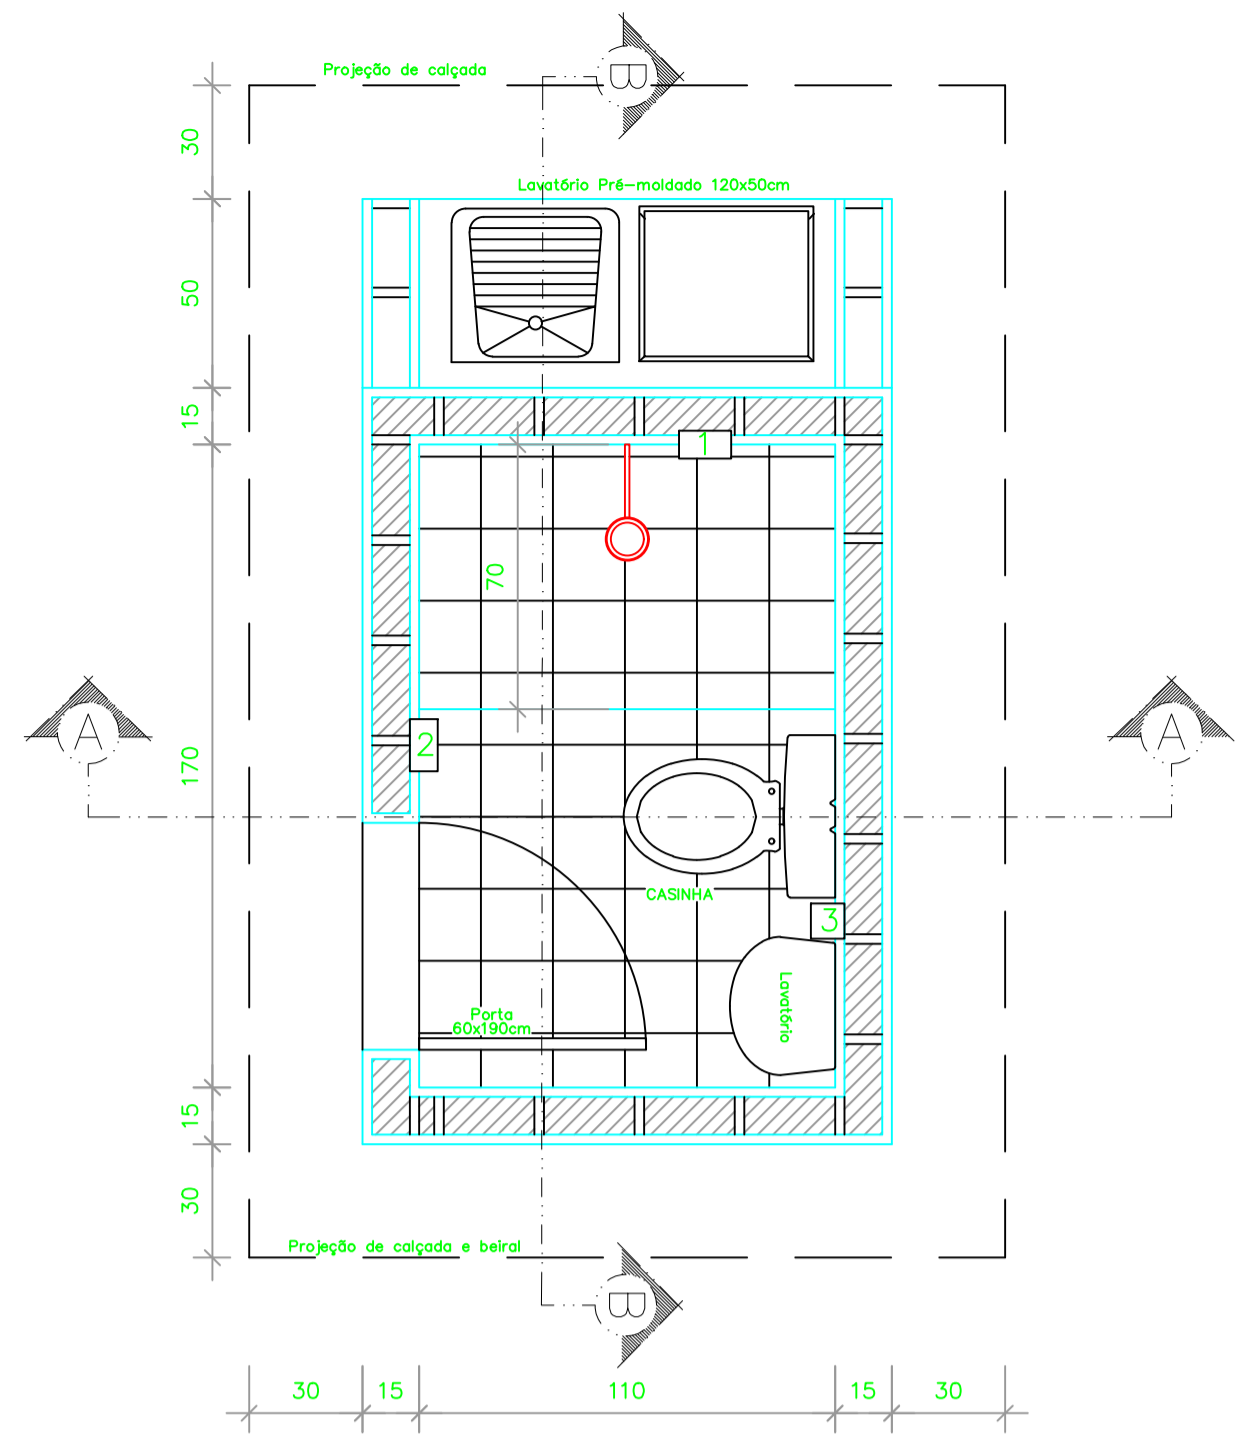 B
Projeção de calçada
30
Lavatório Pré-moldado 120x50cm
50
15
1
70
A
2
A
170
CASINHA
3
Lavatório
Porta
60x190cm
15
30
Projeção de calçada e beiral
B
30
15
110
15
30